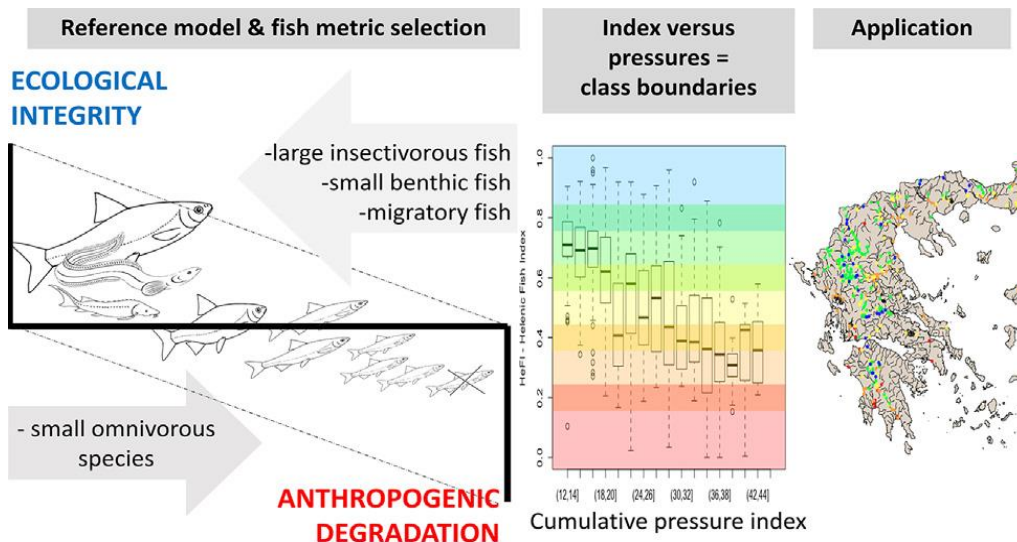 Reference model & fish metric selection
ECOLOGICAL
INTEGRITY
-large insectivorous fish
-small benthic fish
-migratory fish
- small omnivorous
species
ANTHROPOGENIC
DEGRADATION
Index versus
pressures =
class boundaries
HeFI - Hellenic Fish Index
1.0
0.8
0.6
0.4
0.2
0.0
(12,14]
(18,20]
(24,26]
(30,32]
(36,38]
(42,44]
Cumulative pressure index
Application